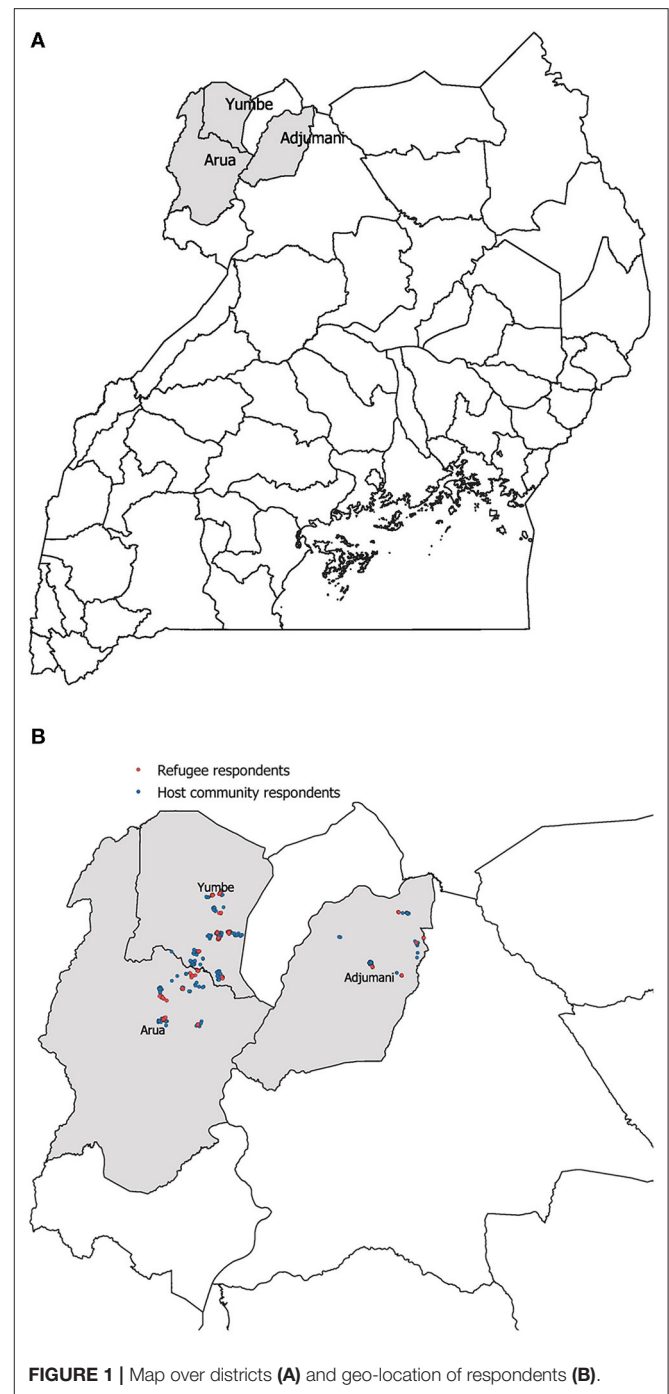 A
Yumbe
Adjumani
Arua
B
Refugee respondents
Host community respondents
Yumbe
Adjumani
Arua
FIGURE 1 | Map over districts (A) and geo-location of respondents (B).